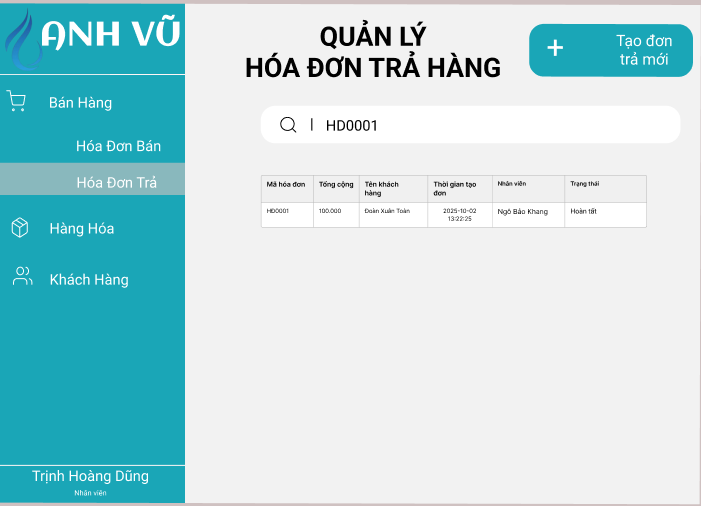 ANH VŨ
Bán Hàng
Hóa Đơn Bán
Hóa Đơn Trả
Hàng Hóa
Khách Hàng
Trịnh Hoàng Dũng
Nhân viên
QUẢN LÝ
HÓA ĐƠN TRẢ HÀNG
+ Tạo đơn
trả mới
HD0001
Mã hóa đơn Tổng cộng Tên khách Thời gian tạo Nhân viên Trạng thái
hàng đơn
HD0001 100.000 Đoàn Xuân Toàn 2025-10-02 Ngô Bảo Khang Hoàn tất
13:22:25